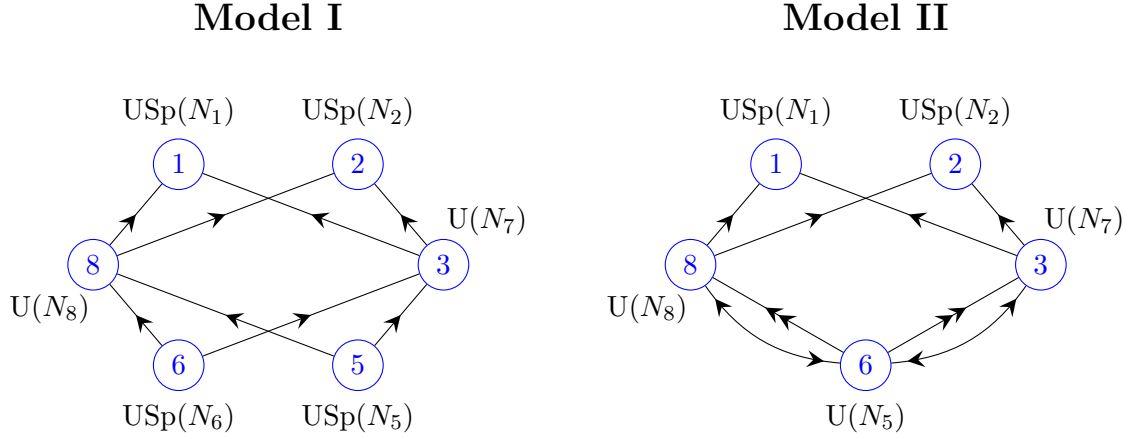 Model I
USp(N₁) USp(N₂)
1 2
U(N₇)
8 3
U(N₈)
6 5
USp(N₆) USp(N₅)
Model II
USp(N₁) USp(N₂)
1 2
U(N₇)
8 3
U(N₈)
6
U(N₅)